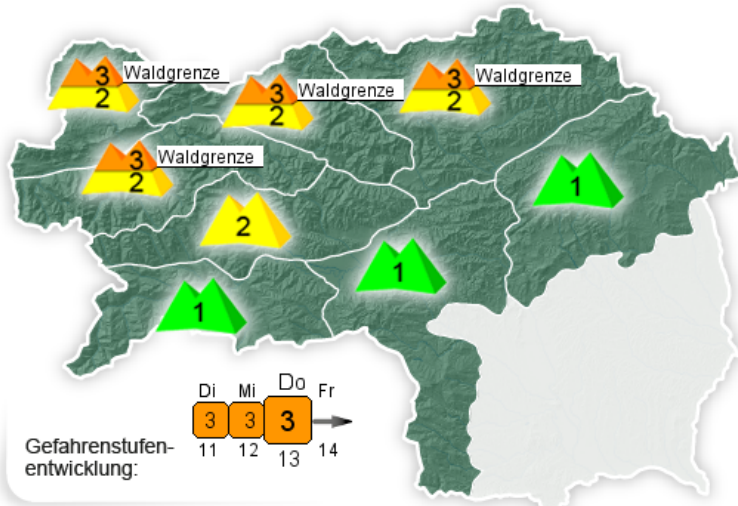 3 Waldgrenze
2
3 Waldgrenze
2
3 Waldgrenze
2
3 Waldgrenze
2
1
2
1
1
Di Mi Do Fr
3 3 3
11 12 13 14
Gefahrenstufen-
entwicklung: